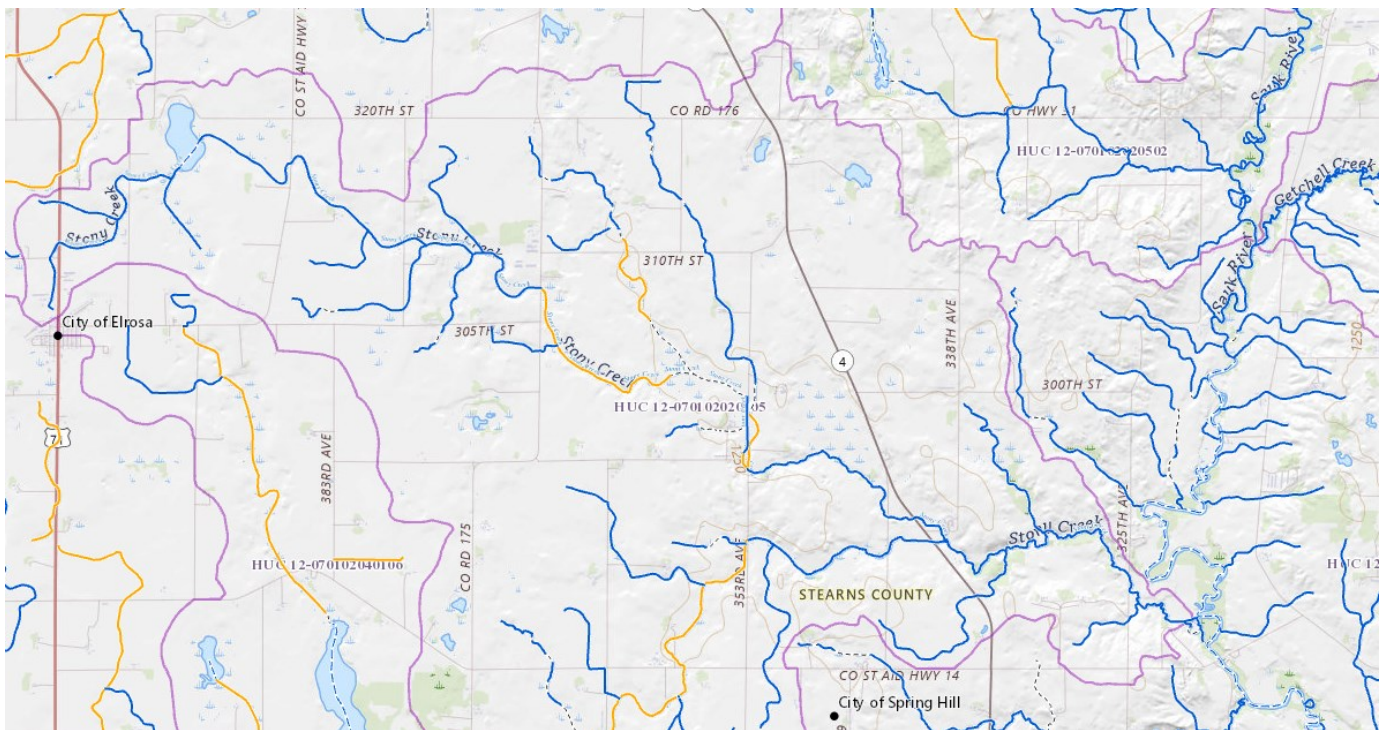 CO ST AID HWY
320TH ST
CO RD 176
CO HWY 31
Sauk River
HUC 12-070102020502
Getchell Creek
Stony Creek
Stony Creek
310TH ST
Sauk River
City of Elrosa
305TH ST
Stony Creek
4
338TH AVE
1250
300TH ST
HUC 12-070102020505
71
383RD AVE
1250
325TH AVE
Stony Creek
CO RD 175
353RD AVE
HUC 12-070102040106
HUC 12
STEARNS COUNTY
CO ST AID HWY 14
City of Spring Hill